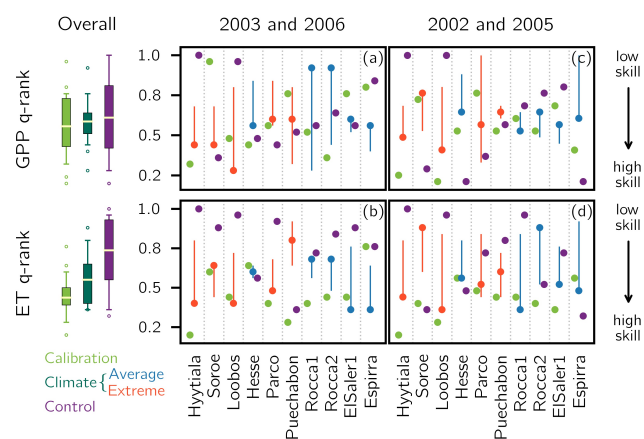 Overall
2003 and 2006
2002 and 2005
GPP q-rank
1.0
0.8
0.5
0.2
(a)
(c)
low
skill
high
skill
ET q-rank
1.0
0.8
0.5
0.2
(b)
(d)
low
skill
high
skill
Calibration
Climate { Average
Extreme
Control
Hyytiala
Soroe
Loobos
Hesse
Parco
Puechabon
Rocca1
Rocca2
ElSaler1
Espirra
Hyytiala
Soroe
Loobos
Hesse
Parco
Puechabon
Rocca1
Rocca2
ElSaler1
Espirra